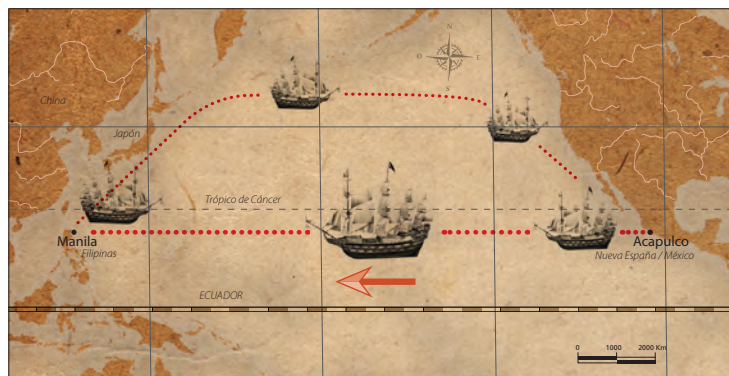 N
O
E
S
China
Japón
Trópico de Cáncer
Manila
Filipinas
Acapulco
Nueva España / México
ECUADOR
0 1000 2000 Km